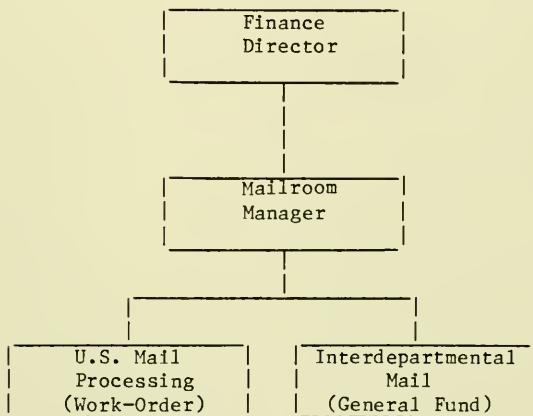 Finance
Director
Mailroom
Manager
U.S. Mail
Processing
(Work-Order)
Interdepartmental
Mail
(General Fund)